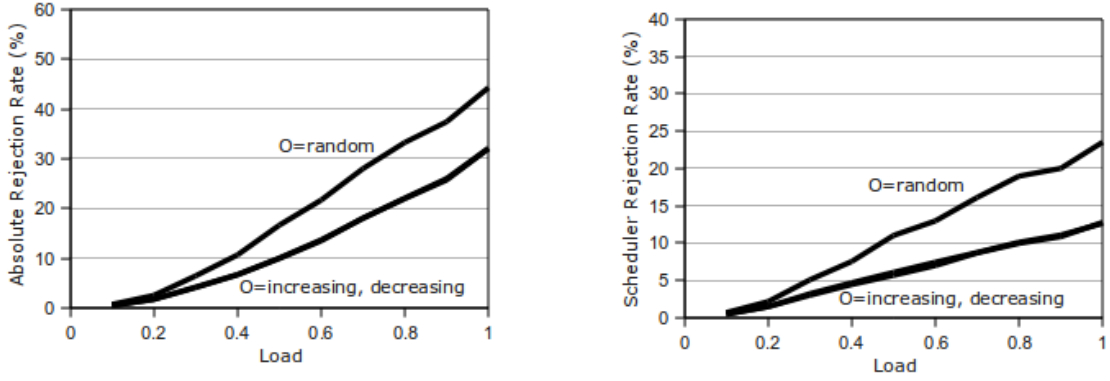 Absolute Rejection Rate (%)
60
50
40
30
20
10
0
O=random
O=increasing, decreasing
0 0.2 0.4 0.6 0.8 1
Load
Scheduler Rejection Rate (%)
40
35
30
25
20
15
10
5
0
O=random
O=increasing, decreasing
0 0.2 0.4 0.6 0.8 1
Load